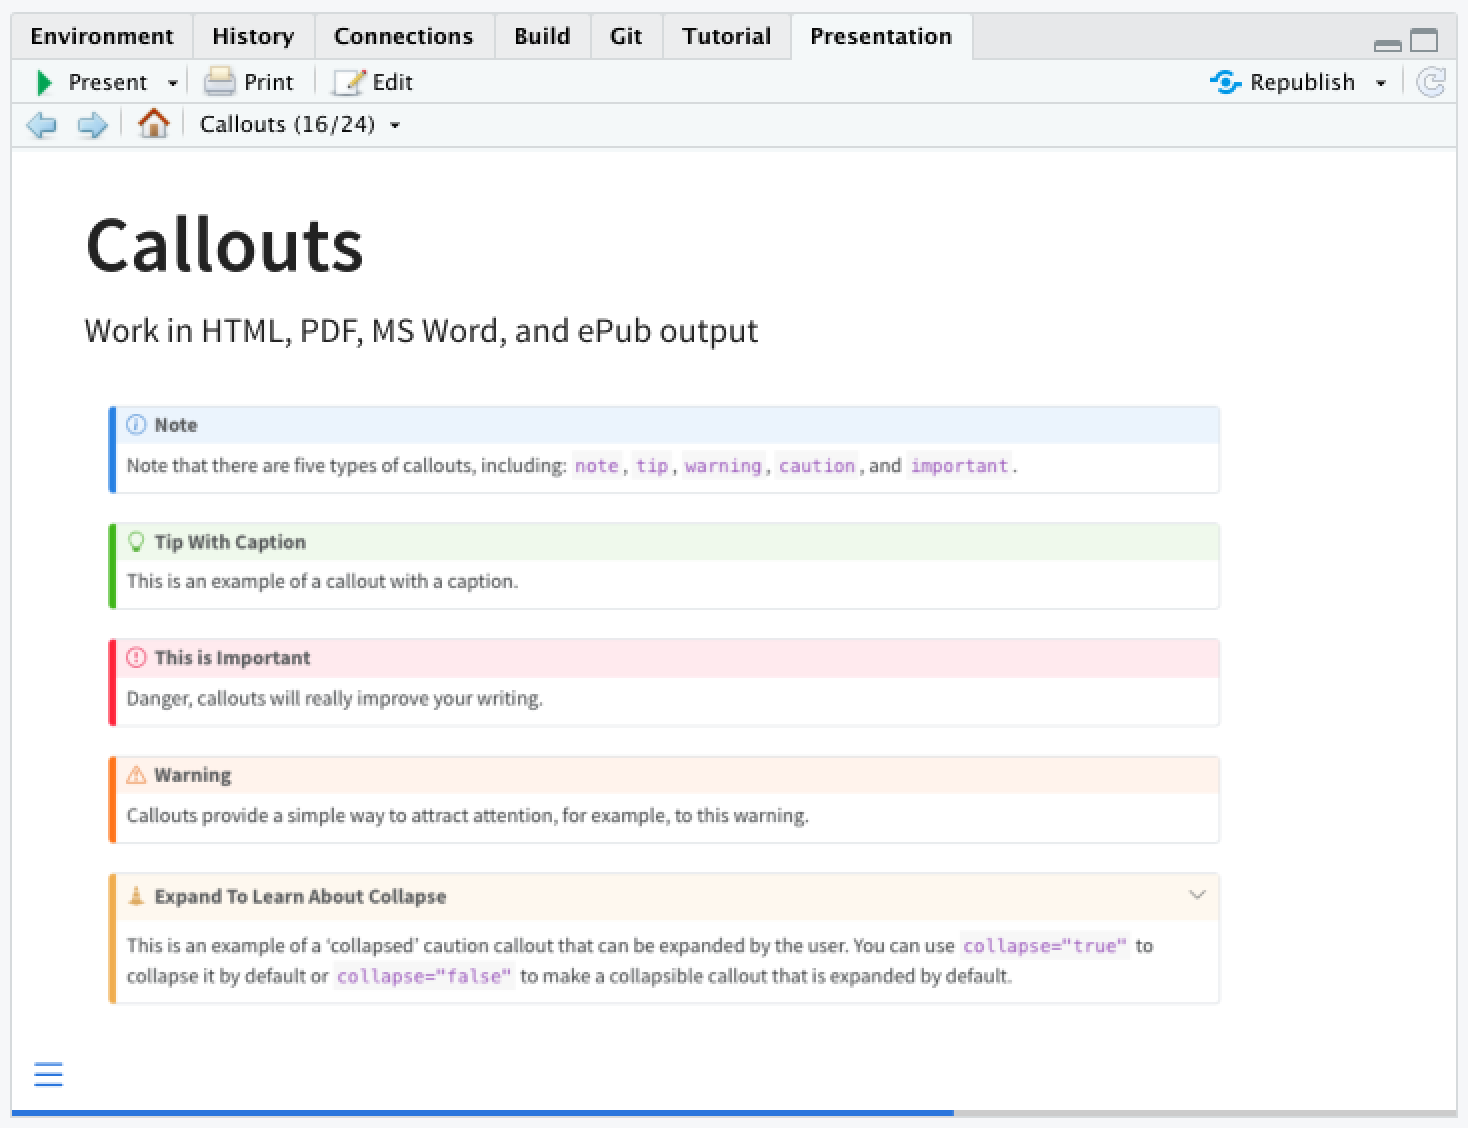 Environment History Connections Build Git Tutorial Presentation
Present Print Edit Republish
Callouts (16/24)
Callouts
Work in HTML, PDF, MS Word, and ePub output
Note
Note that there are five types of callouts, including: note, tip, warning, caution, and important.
Tip With Caption
This is an example of a callout with a caption.
This is Important
Danger, callouts will really improve your writing.
Warning
Callouts provide a simple way to attract attention, for example, to this warning.
Expand To Learn About Collapse
This is an example of a ‘collapsed’ caution callout that can be expanded by the user. You can use collapse="true" to
collapse it by default or collapse="false" to make a collapsible callout that is expanded by default.